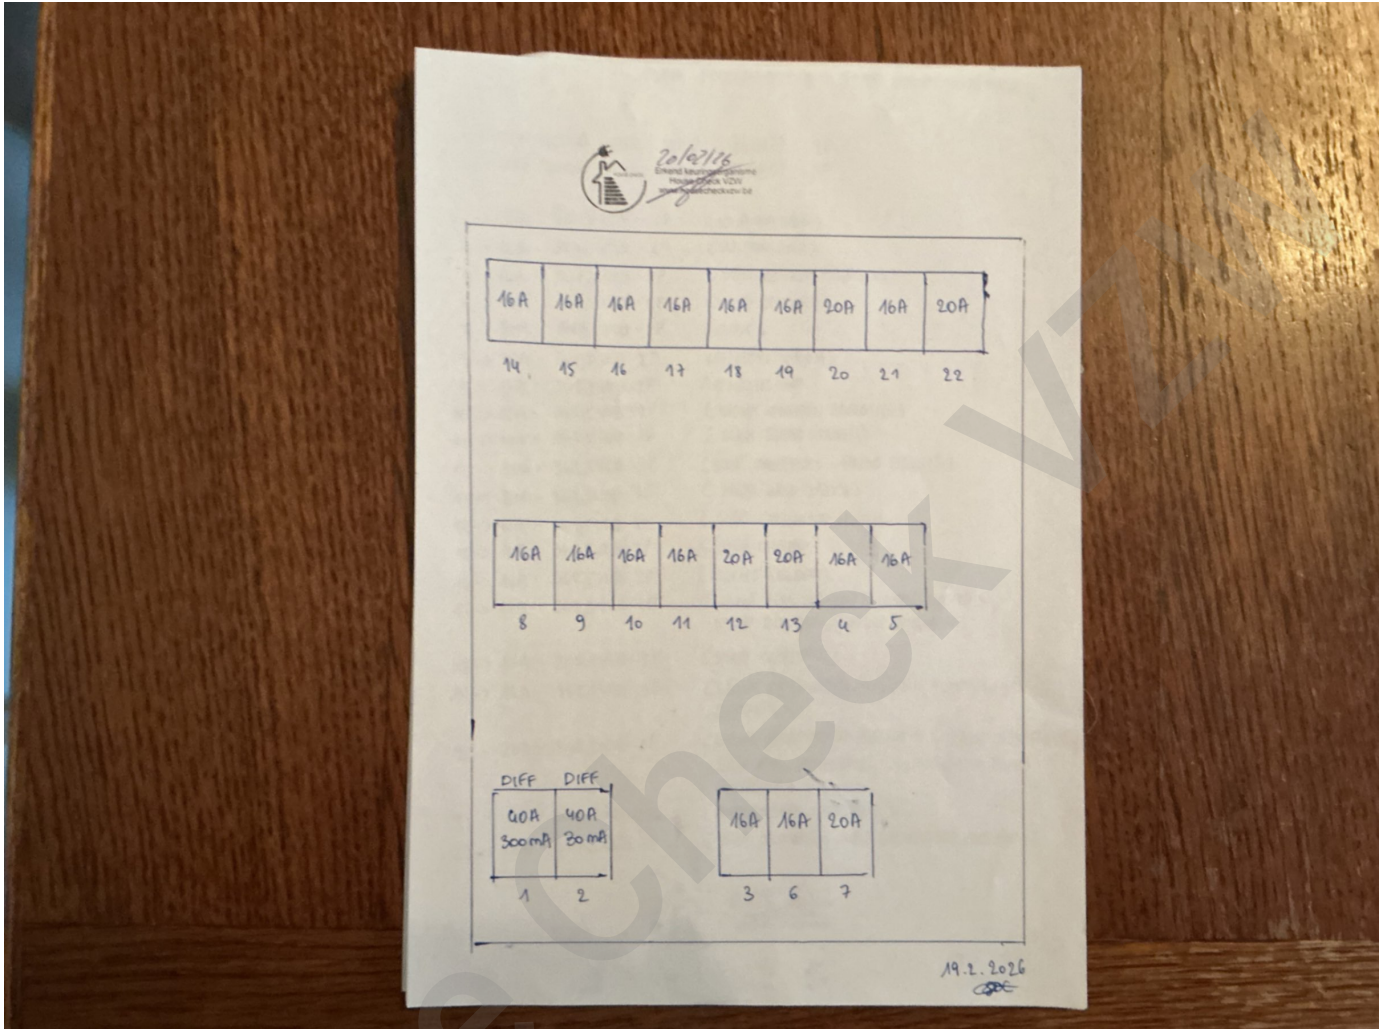 20/02/26
Erkend keuringsorganisme
House Check VZW
www.housecheckvzw.be
16A 16A 16A 16A 16A 16A 20A 16A 20A
14 15 16 17 18 19 20 21 22
16A 16A 16A 16A 20A 20A 16A 16A
8 9 10 11 12 13 4 5
DIFF DIFF
40A 40A 16A 16A 20A
300mA 30mA
1 2 3 6 7
19.2.2026
Check VZW